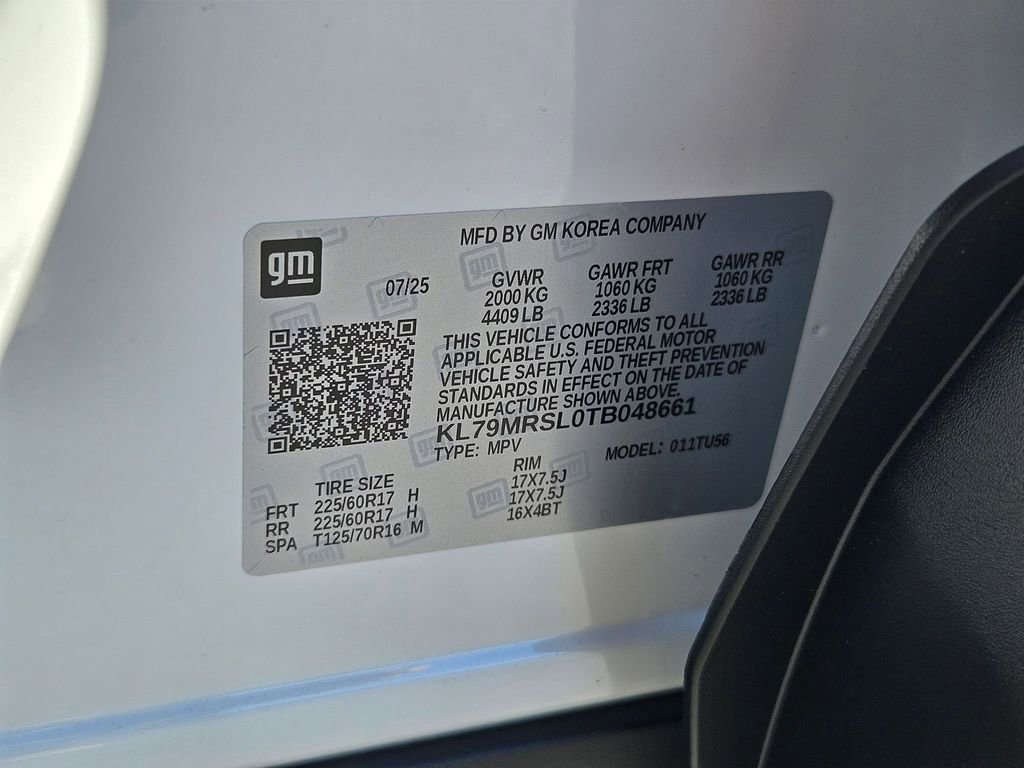 gm
MFD BY GM KOREA COMPANY
07/25
GVWR GAWR FRT GAWR RR
2000 KG 1060 KG 1060 KG
4409 LB 2336 LB 2336 LB
THIS VEHICLE CONFORMS TO ALL
APPLICABLE U.S. FEDERAL MOTOR
VEHICLE SAFETY AND THEFT PREVENTION
STANDARDS IN EFFECT ON THE DATE OF
MANUFACTURE SHOWN ABOVE.
KL79MRSL0TB048661
TYPE: MPV MODEL: 011TU56
TIRE SIZE RIM
FRT 225/60R17 H 17X7.5J
RR 225/60R17 H 17X7.5J
SPA T125/70R16 M 16X4BT